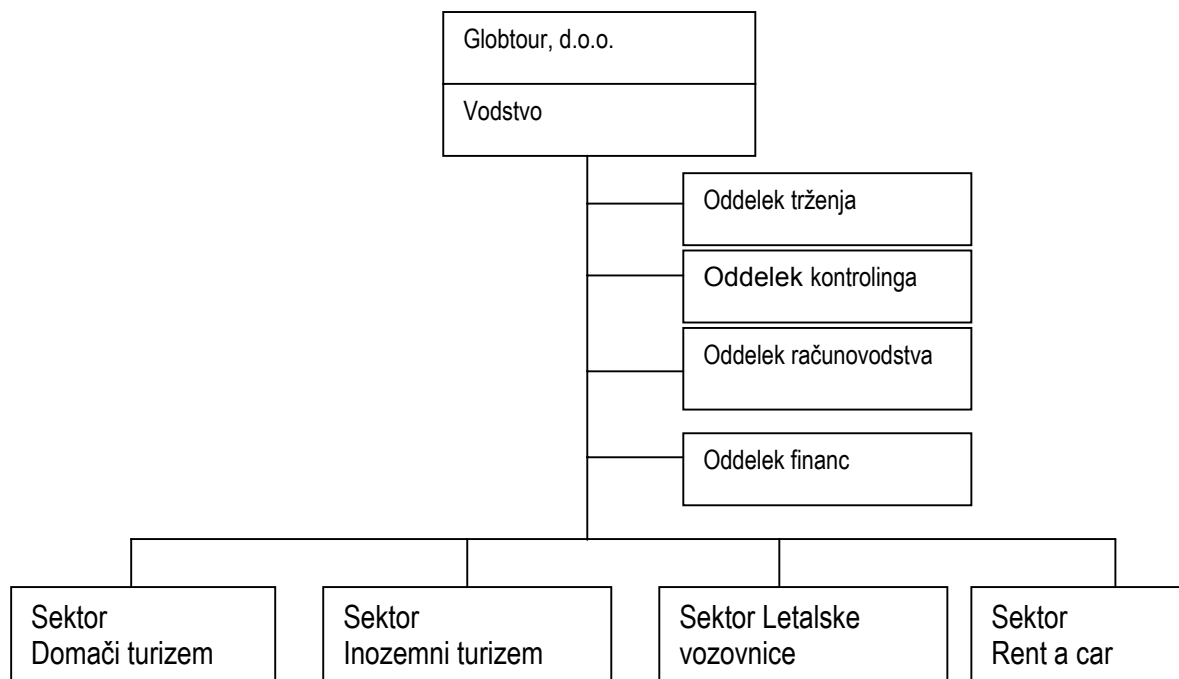 Globtour, d.o.o.
Vodstvo
Oddelek trženja
Oddelek kontrolinga
Oddelek računovodstva
Oddelek financ
Sektor
Domači turizem
Sektor
Inozemni turizem
Sektor Letalske
vozovnice
Sektor
Rent a car